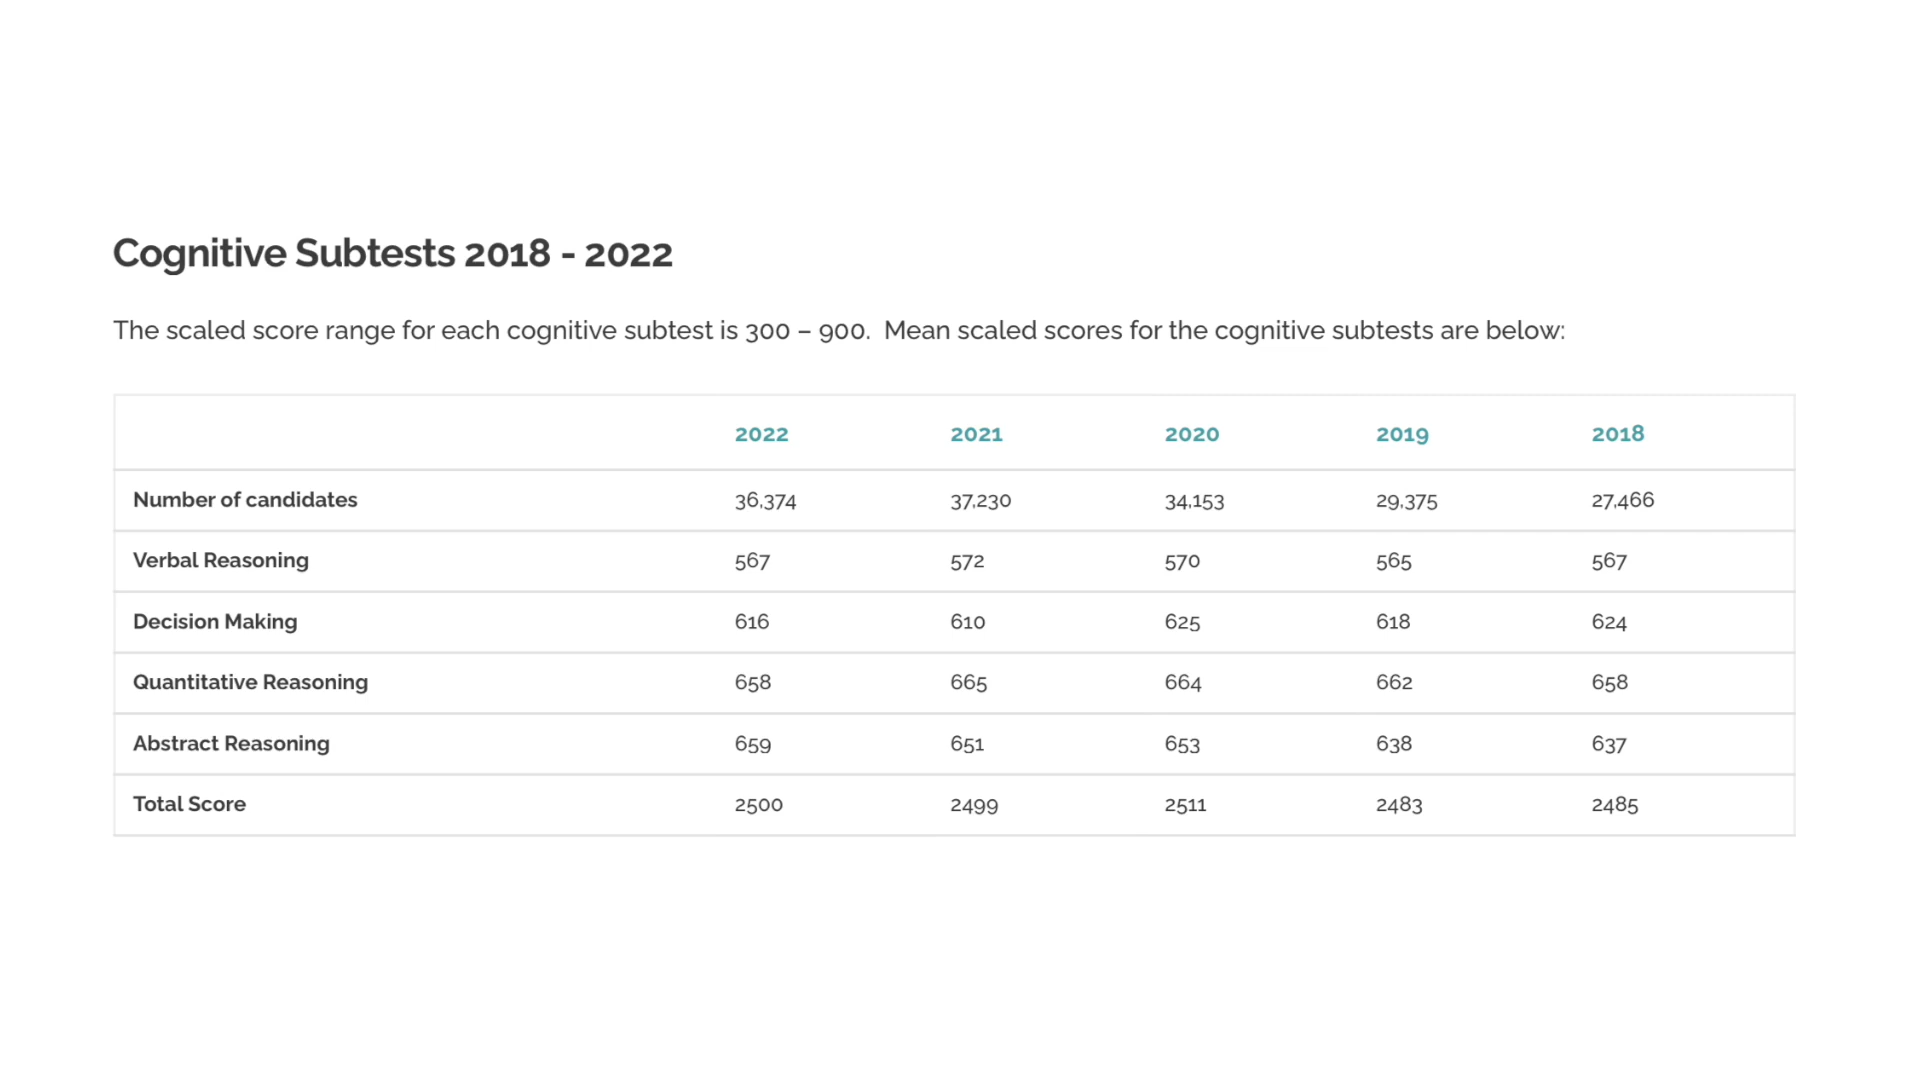 Cognitive Subtests 2018 - 2022
The scaled score range for each cognitive subtest is 300 – 900. Mean scaled scores for the cognitive subtests are below:
2022 2021 2020 2019 2018
Number of candidates 36,374 37,230 34,153 29,375 27,466
Verbal Reasoning 567 572 570 565 567
Decision Making 616 610 625 618 624
Quantitative Reasoning 658 665 664 662 658
Abstract Reasoning 659 651 653 638 637
Total Score 2500 2499 2511 2483 2485